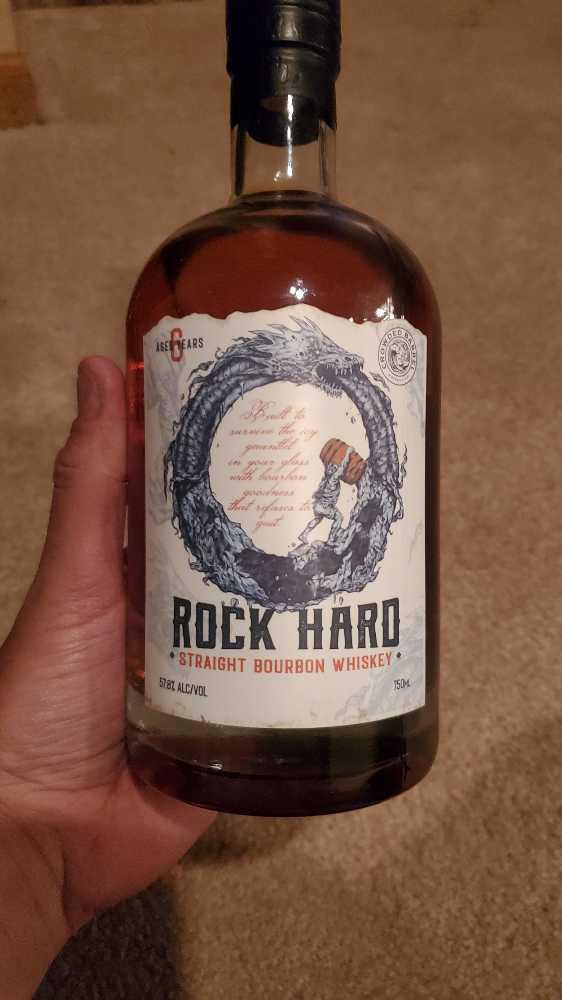 AGED 6 YEARS
CROWDED BARREL
Built to
survive the icy
gauntlet
in your glass
with bourbon
goodness
that refuses to
quit.
ROCK HARD
STRAIGHT BOURBON WHISKEY
57.8% ALC/VOL
750ML